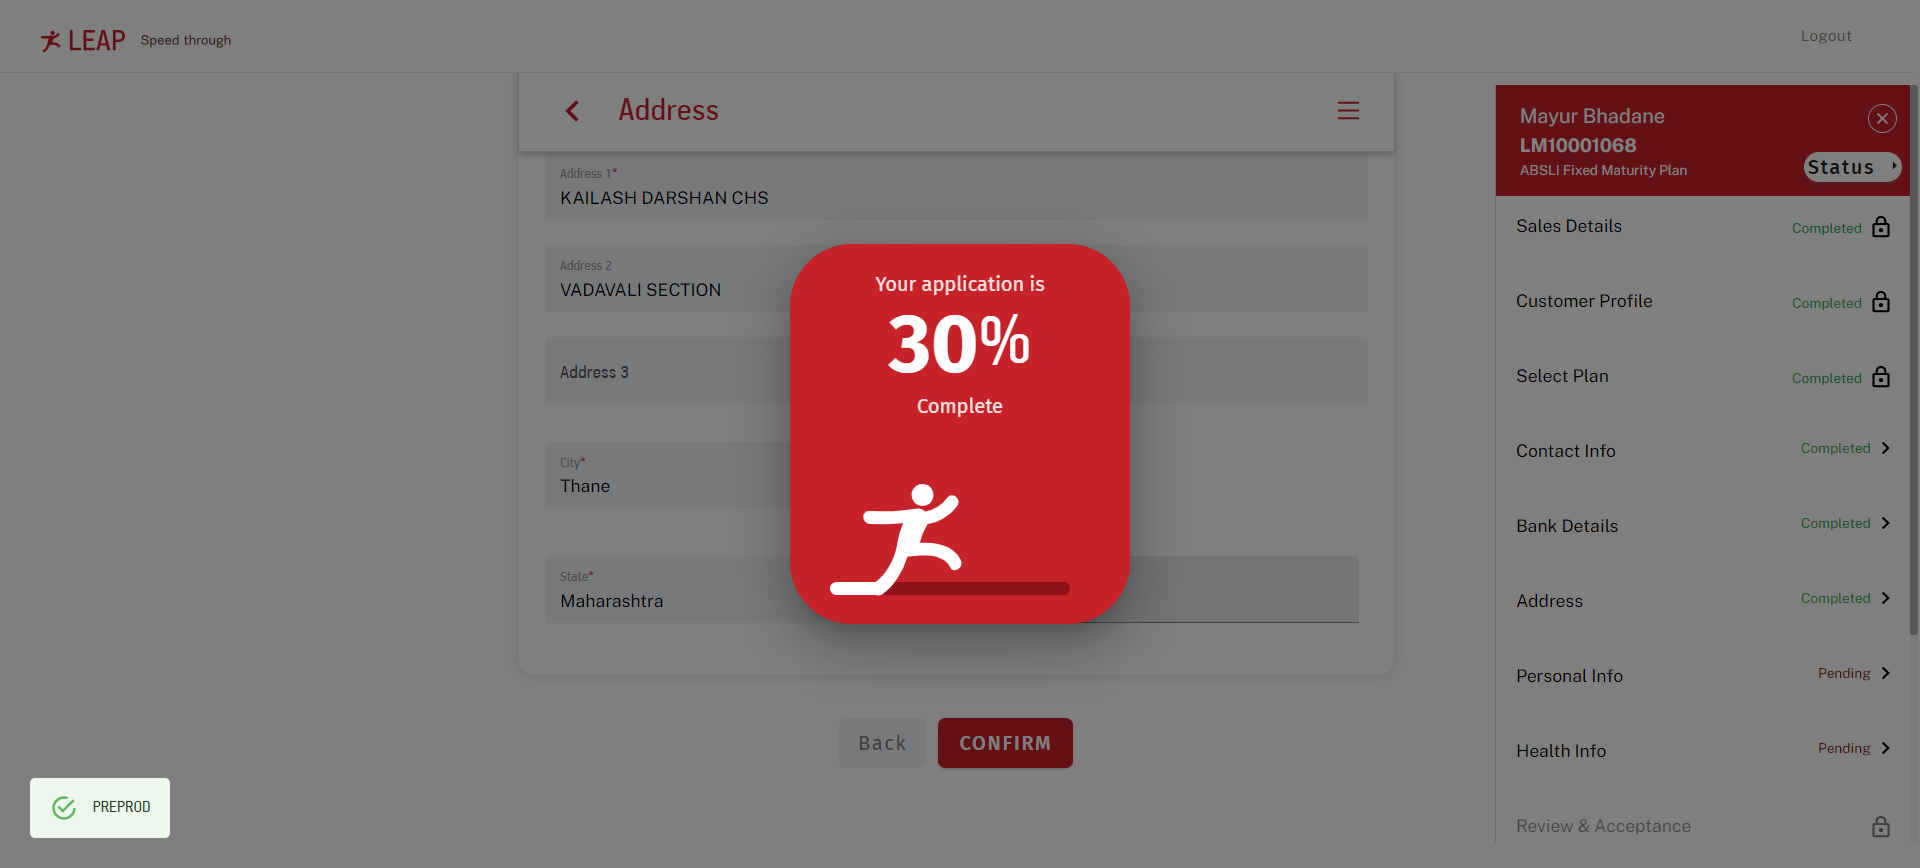 LEAP Speed through
Logout
Address
Address 1*
KAILASH DARSHAN CHS
Address 2
VADAVALI SECTION
Address 3
City*
Thane
State*
Maharashtra
Back
CONFIRM
Your application is
30%
Complete
Mayur Bhadane
LM10001068
ABSLI Fixed Maturity Plan
Status
Sales Details Completed
Customer Profile Completed
Select Plan Completed
Contact Info Completed
Bank Details Completed
Address Completed
Personal Info Pending
Health Info Pending
Review & Acceptance
PREPROD